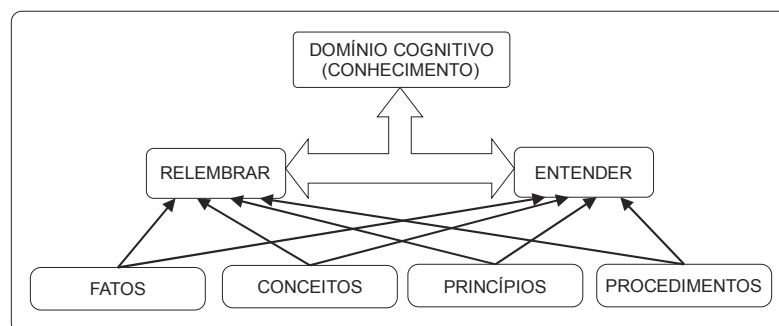 DOMÍNIO COGNITIVO
(CONHECIMENTO)
RELEMBRAR
ENTENDER
FATOS
CONCEITOS
PRINCÍPIOS
PROCEDIMENTOS